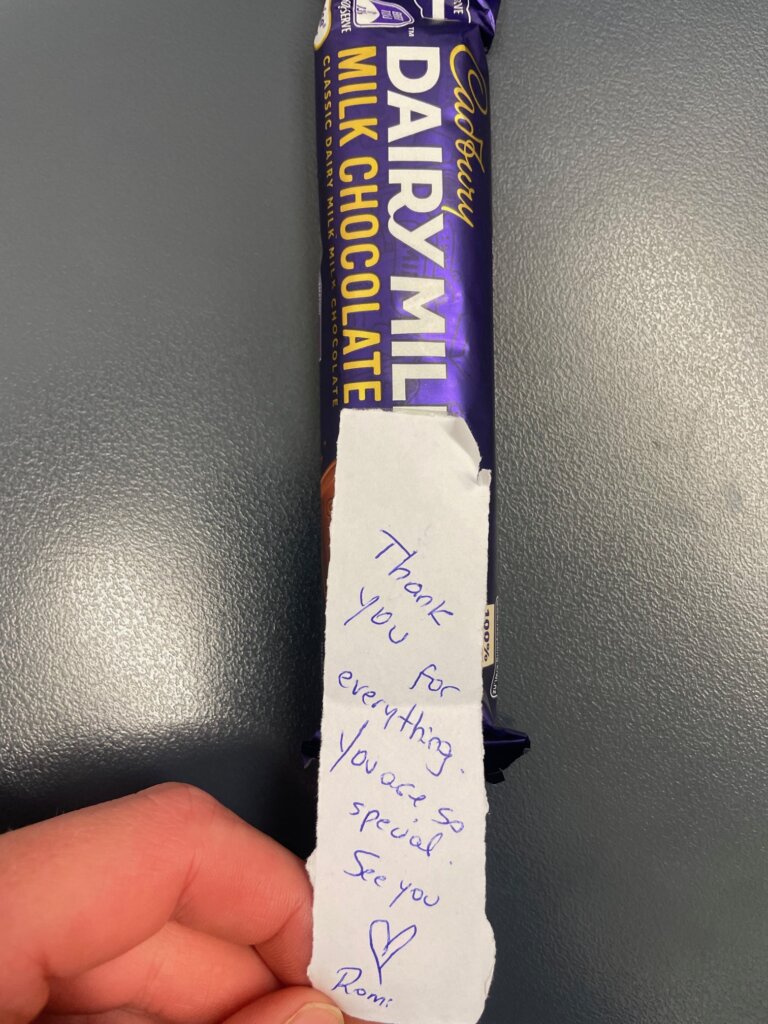 Cadbury
DAIRY MIL
MILK CHOCOLATE
CLASSIC DAIRY MILK MILK CHOCOLATE
100%
Thank
you
for
everything.
You are so
special.
See you
Romi